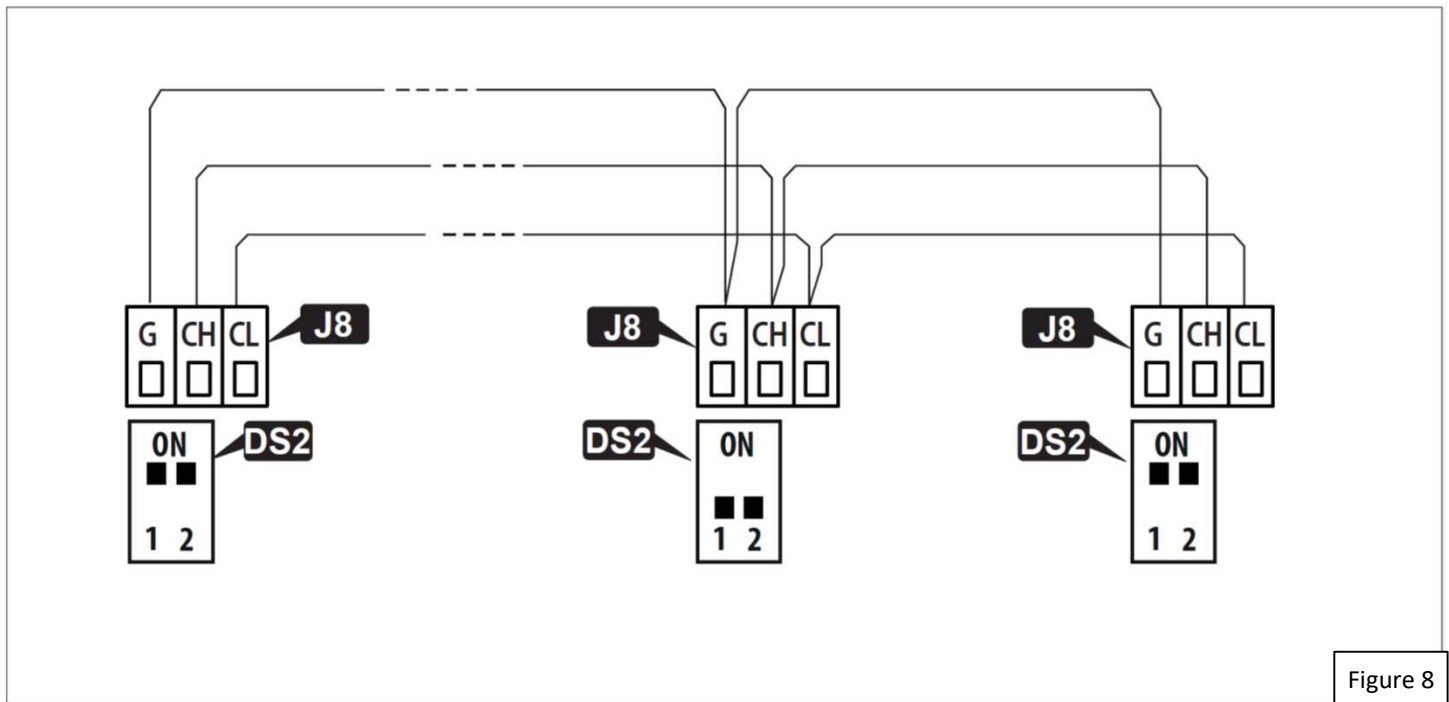 G CH CL J8
J8 G CH CL
J8 G CH CL
ON DS2
1 2
DS2 ON
1 2
DS2 ON
1 2
Figure 8